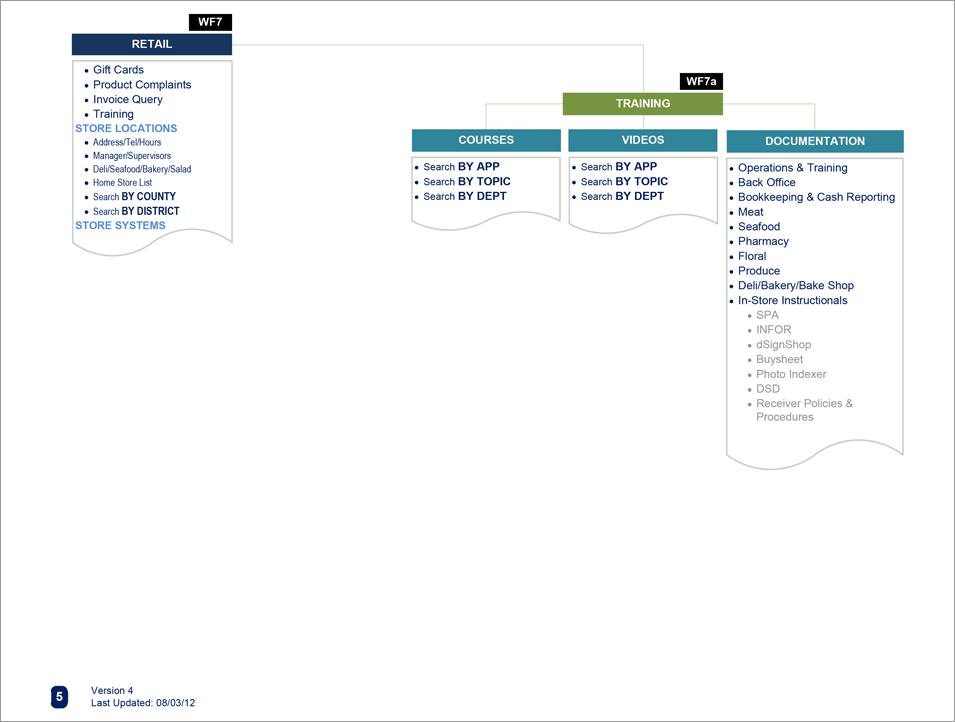 WF7
RETAIL
Gift Cards
Product Complaints
Invoice Query
Training
STORE LOCATIONS
Address/Tel/Hours
Manager/Supervisors
Deli/Seafood/Bakery/Salad
Home Store List
Search BY COUNTY
Search BY DISTRICT
STORE SYSTEMS
WF7a
TRAINING
COURSES
Search BY APP
Search BY TOPIC
Search BY DEPT
VIDEOS
Search BY APP
Search BY TOPIC
Search BY DEPT
DOCUMENTATION
Operations & Training
Back Office
Bookkeeping & Cash Reporting
Meat
Seafood
Pharmacy
Floral
Produce
Deli/Bakery/Bake Shop
In-Store Instructionals
SPA
INFOR
dSignShop
Buysheet
Photo Indexer
DSD
Receiver Policies &
Procedures
5
Version 4
Last Updated: 08/03/12